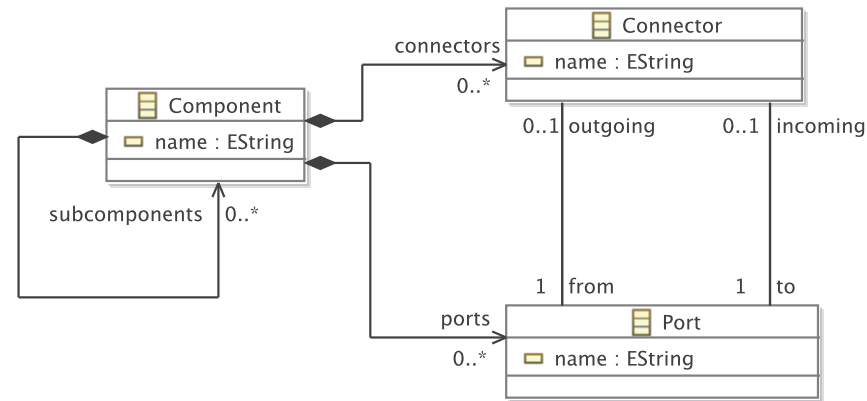 Connector
connectors
name : EString
0..*
Component
name : EString
0..1 outgoing
0..1 incoming
subcomponents 0..*
1 from
1 to
ports
Port
0..*
name : EString